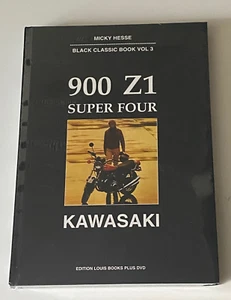 MICKY HESSE
BLACK CLASSIC BOOK VOL 3
900 Z1
SUPER FOUR
KAWASAKI
EDITION LOUIS BOOKS PLUS DVD